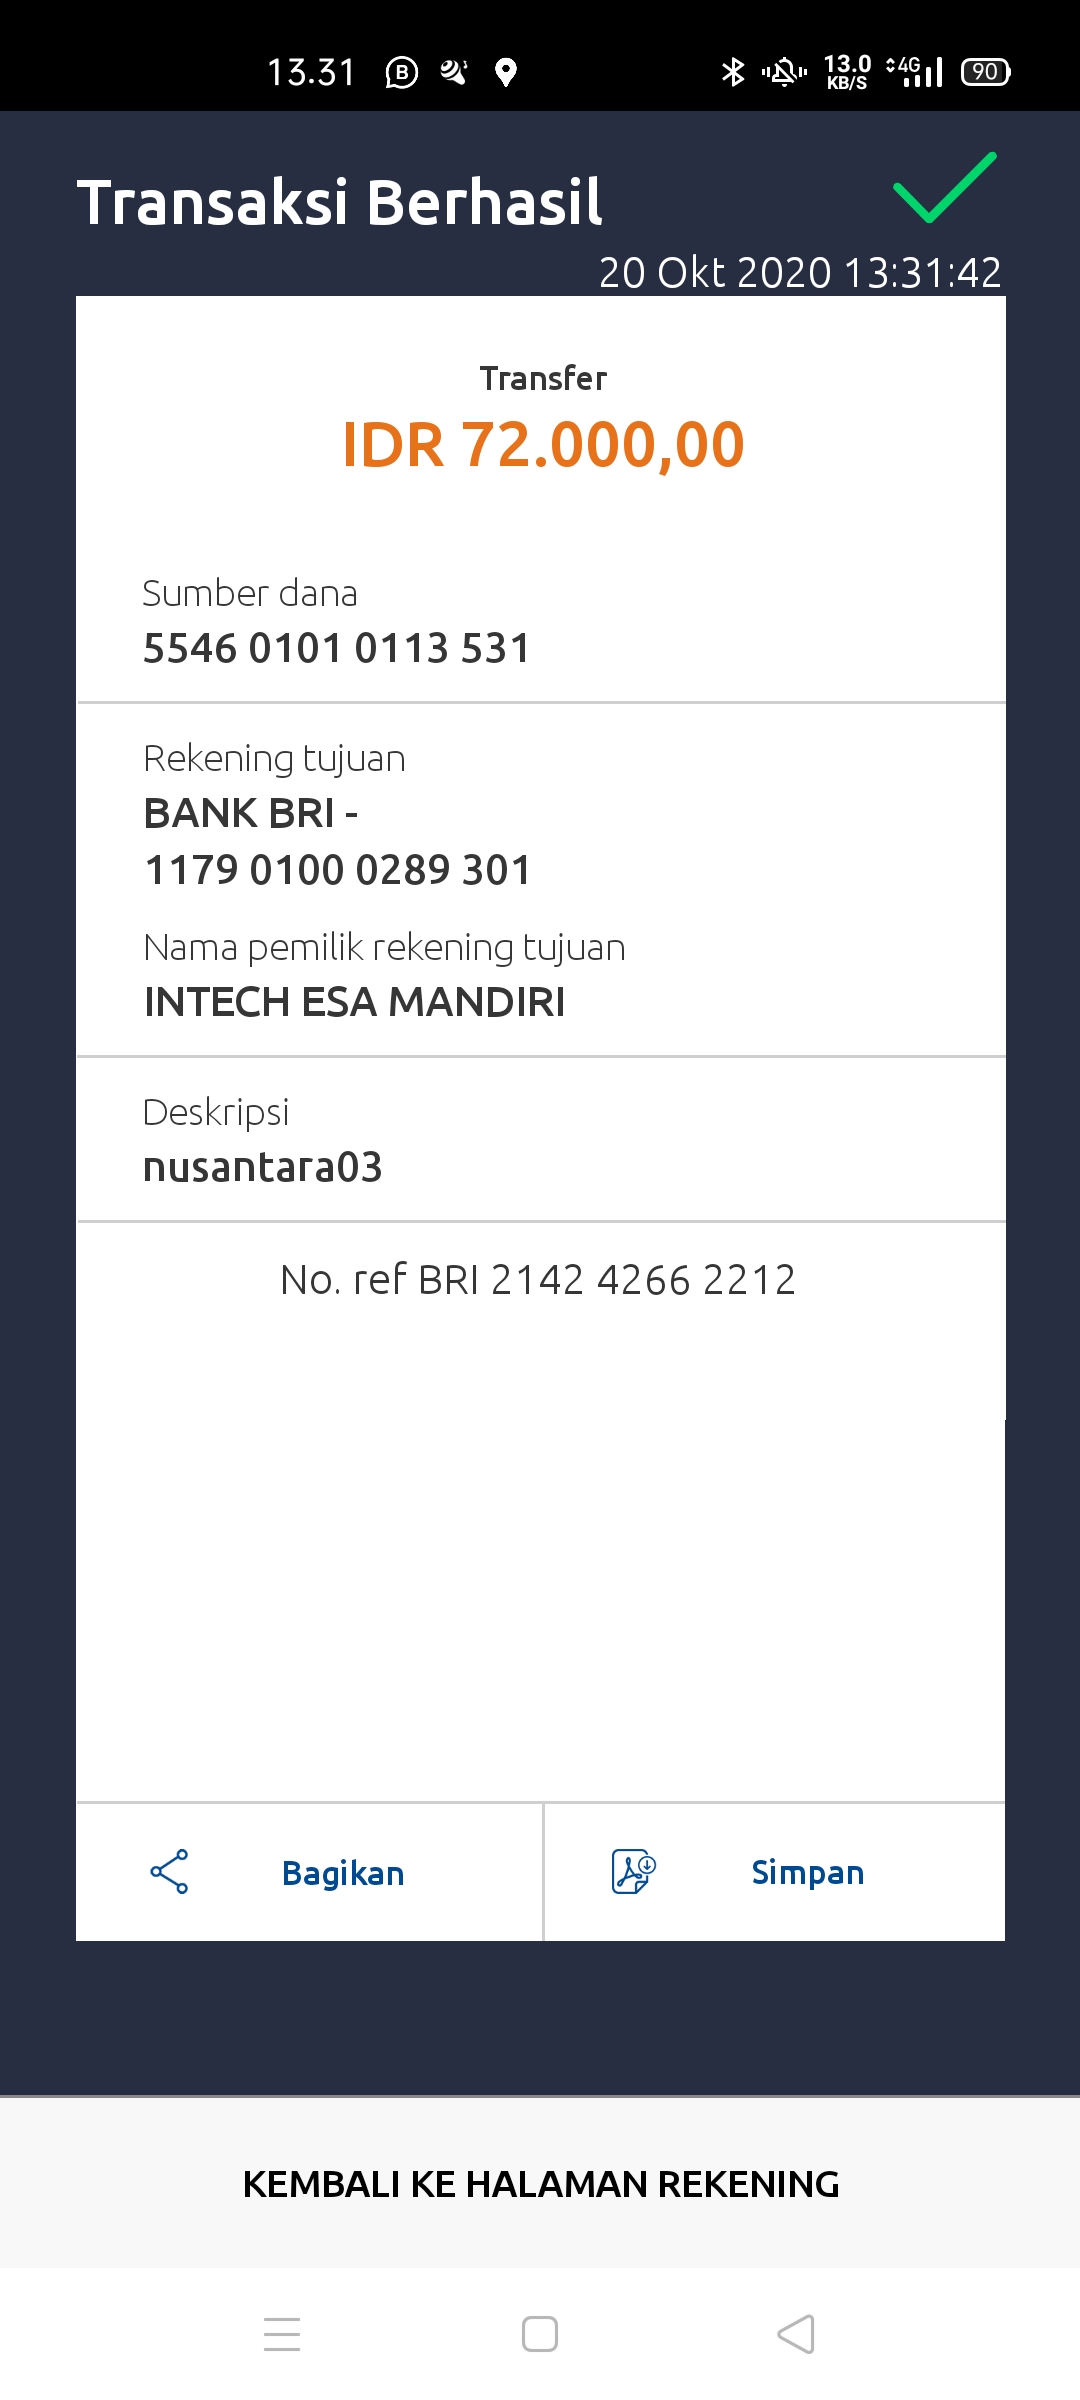 13.31
B
13.0
KB/S
4G
90
Transaksi Berhasil
20 Okt 2020 13:31:42
Transfer
IDR 72.000,00
Sumber dana
5546 0101 0113 531
Rekening tujuan
BANK BRI -
1179 0100 0289 301
Nama pemilik rekening tujuan
INTECH ESA MANDIRI
Deskripsi
nusantara03
No. ref BRI 2142 4266 2212
Bagikan
Simpan
KEMBALI KE HALAMAN REKENING